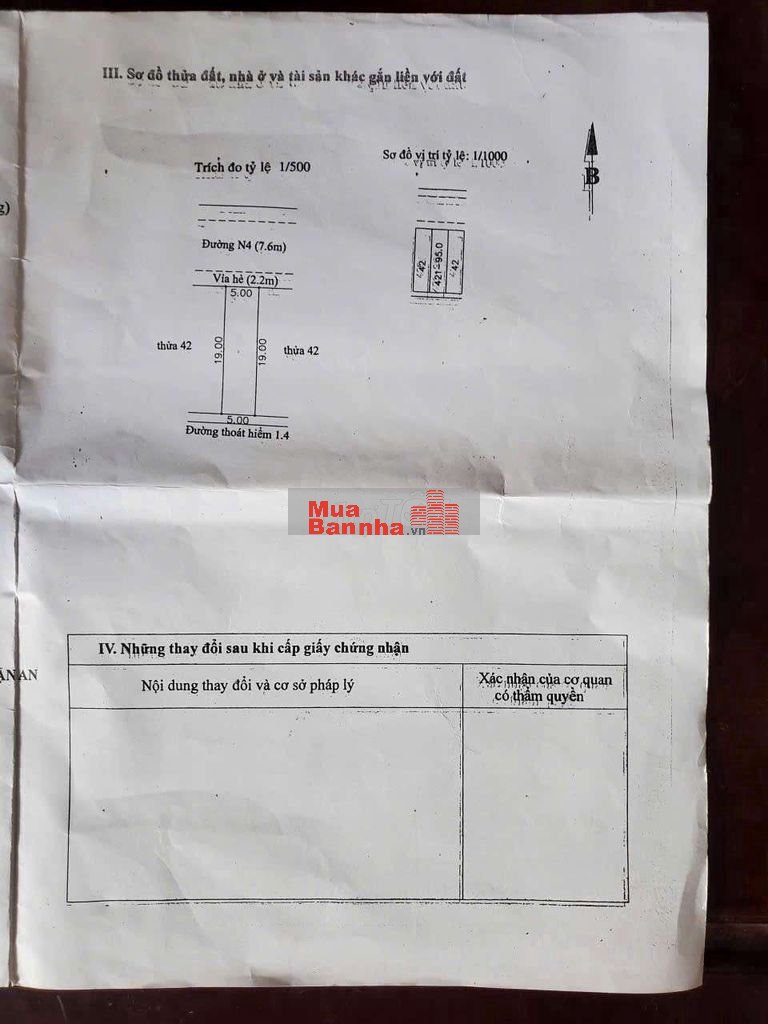 III. Sơ đồ thửa đất, nhà ở và tài sản khác gắn liền với đất
Trích đo tỷ lệ 1/500
Sơ đồ vị trí tỷ lệ: 1/1000
B
Đường N4 (7.6m)
Vỉa hè (2.2m)
5.00
thửa 42
19.00
19.00
thửa 42
5.00
Đường thoát hiểm 1.4
42
421-95.0
42
Mua
Bannha.vn
IV. Những thay đổi sau khi cấp giấy chứng nhận
Nội dung thay đổi và cơ sở pháp lý
Xác nhận của cơ quan
có thẩm quyền